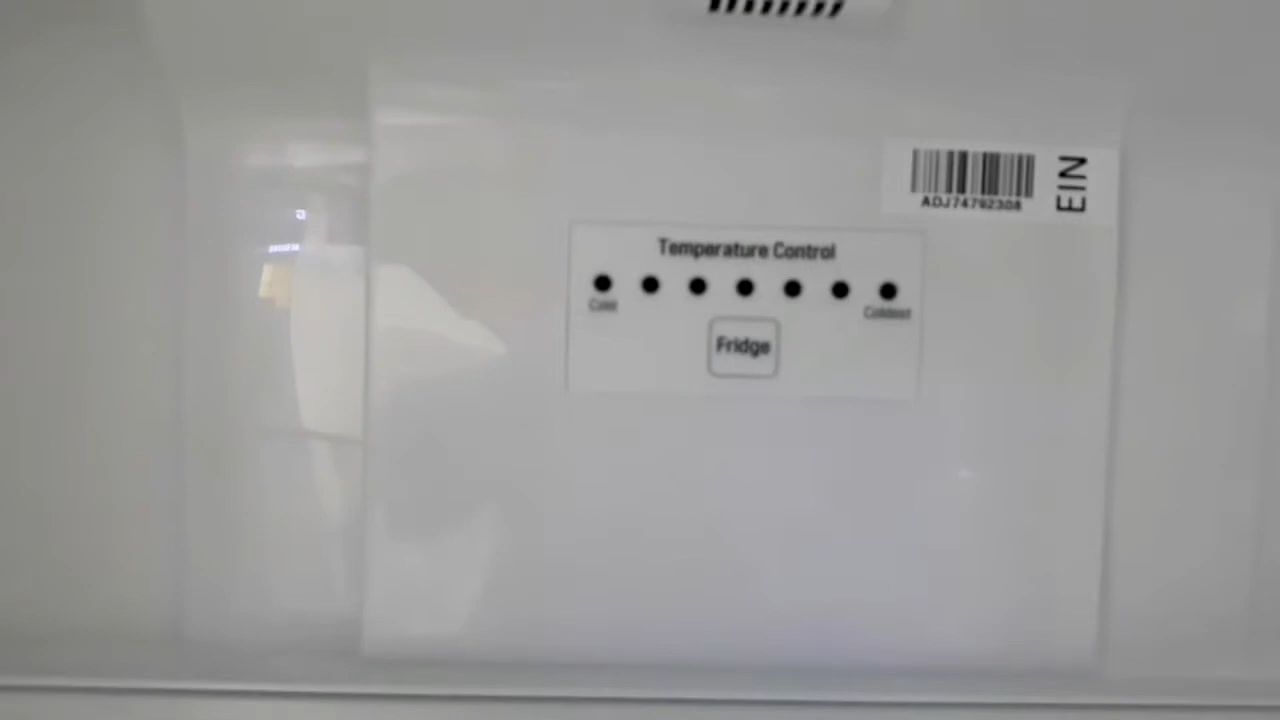 ADJ74792308
EIN
Temperature Control
Cold
Coldest
Fridge